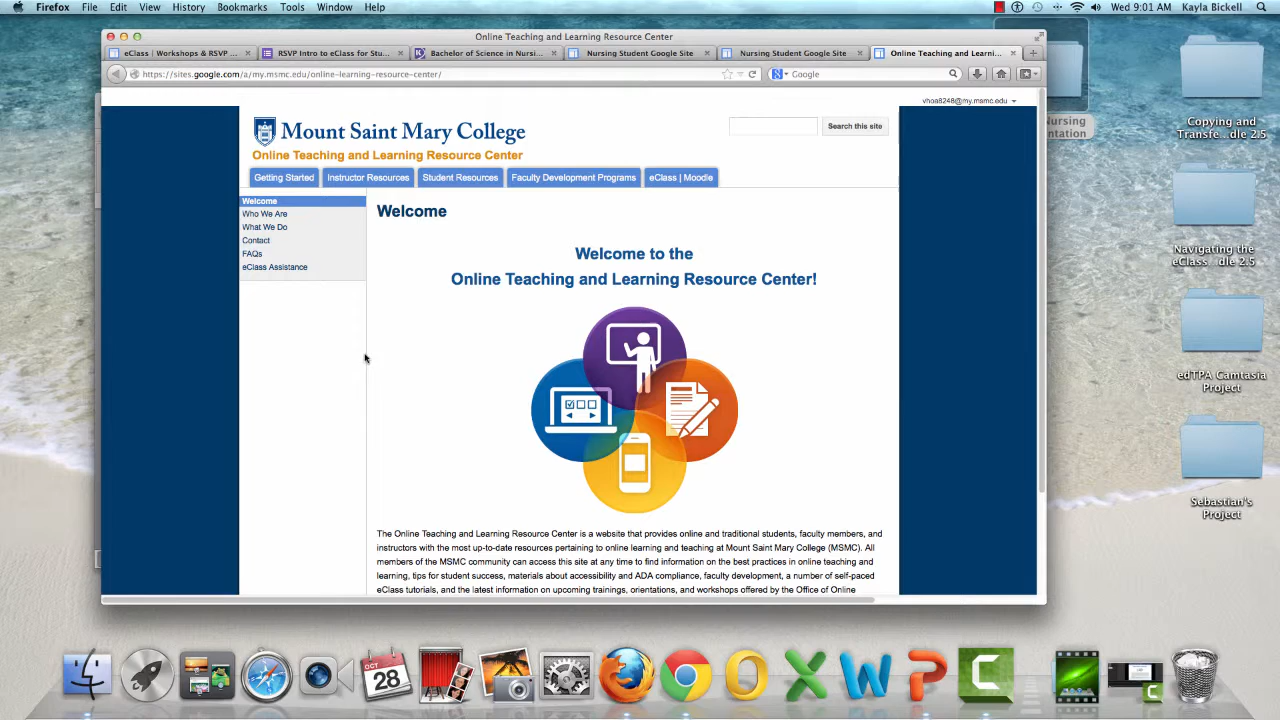 Firefox File Edit View History Bookmarks Tools Window Help
Wed 9:01 AM Kayla Bickell
Online Teaching and Learning Resource Center
eClass | Workshops & RSVP ...
RSVP Intro to eClass for Stu...
Bachelor of Science in Nursi...
Nursing Student Google Site
Nursing Student Google Site
Online Teaching and Learni...
https://sites.google.com/a/my.msmc.edu/online-learning-resource-center/
Google
vhoa8248@my.msmc.edu
Mount Saint Mary College
Online Teaching and Learning Resource Center
Search this site
Getting Started
Instructor Resources
Student Resources
Faculty Development Programs
eClass | Moodle
Welcome
Who We Are
What We Do
Contact
FAQs
eClass Assistance
Welcome
Welcome to the
Online Teaching and Learning Resource Center!
The Online Teaching and Learning Resource Center is a website that provides online and traditional students, faculty members, and
instructors with the most up-to-date resources pertaining to online learning and teaching at Mount Saint Mary College (MSMC). All
members of the MSMC community can access this site at any time to find information on the best practices in online teaching and
learning, tips for student success, materials about accessibility and ADA compliance, faculty development, a number of self-paced
eClass tutorials, and the latest information on upcoming trainings, orientations, and workshops offered by the Office of Online
Nursing
ntation
Copying and
Transfe...dle 2.5
Navigating the
eClass...dle 2.5
edTPA Camtasia
Project
Sebastian's
Project
OCT
28